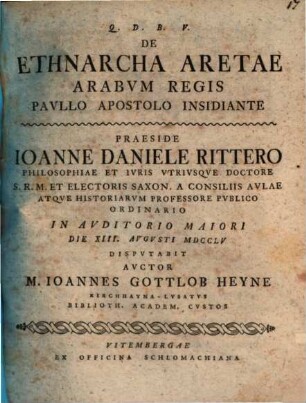 17
Q. D. B. V.
DE
ETHNARCHA ARETAE
ARABVM REGIS
PAVLLO APOSTOLO INSIDIANTE
PRAESIDE
IOANNE DANIELE RITTERO
PHILOSOPHIAE ET IVRIS VTRIVSQVE DOCTORE
S. R. M. ET ELECTORIS SAXON. A CONSILIIS AVLAE
ATQVE HISTORIARVM PROFESSORE PVBLICO
ORDINARIO
IN AVDITORIO MAIORI
DIE XIII. AVGVSTI MDCCLV
DISPVTABIT
AVCTOR
M. IOANNES GOTTLOB HEYNE
KIRCHHAYNA-LVSATVS
BIBLIOTH. ACADEM. CVSTOS
VITEMBERGAE
EX OFFICINA SCHLOMACHIANA